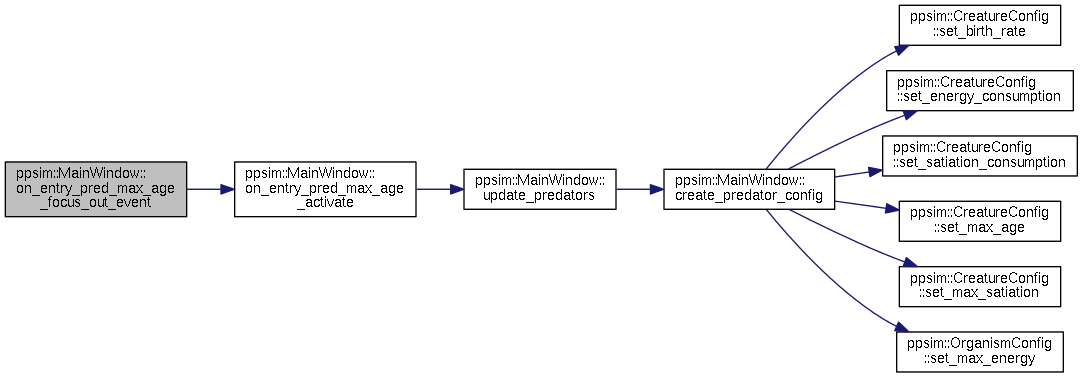 ppsim::MainWindow::
on_entry_pred_max_age
_focus_out_event
ppsim::MainWindow::
on_entry_pred_max_age
_activate
ppsim::MainWindow::
update_predators
ppsim::MainWindow::
create_predator_config
ppsim::CreatureConfig
::set_birth_rate
ppsim::CreatureConfig
::set_energy_consumption
ppsim::CreatureConfig
::set_satiation_consumption
ppsim::CreatureConfig
::set_max_age
ppsim::CreatureConfig
::set_max_satiation
ppsim::OrganismConfig
::set_max_energy